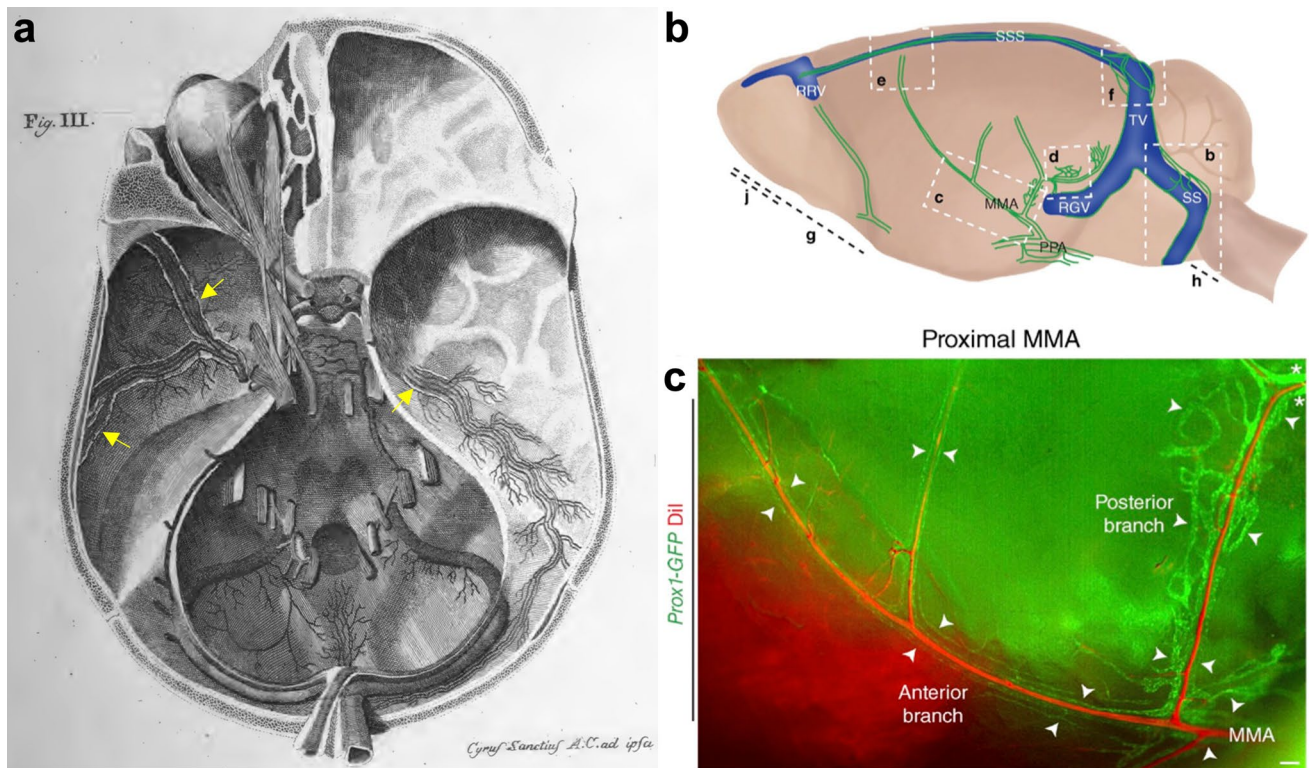 a
Fig. III.
Cyrus Sanctius A.C. ad ipsa
b
SSS
e
RRV
f
TV
d
b
c
MMA
RGV
SS
PPA
j
g
h
Proximal MMA
c
Prox1-GFP DiI
Posterior
branch
Anterior
branch
MMA
*
*